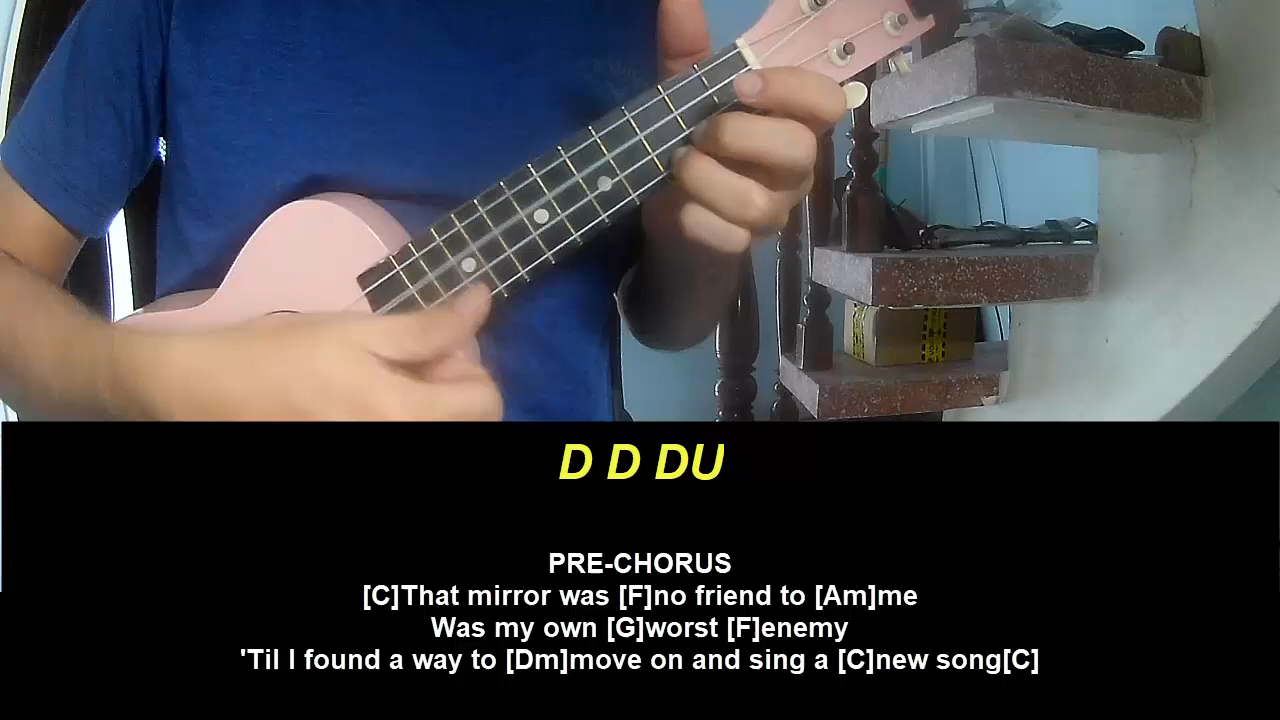 D D DU
PRE-CHORUS
[C]That mirror was [F]no friend to [Am]me
Was my own [G]worst [F]enemy
'Til I found a way to [Dm]move on and sing a [C]new song[C]